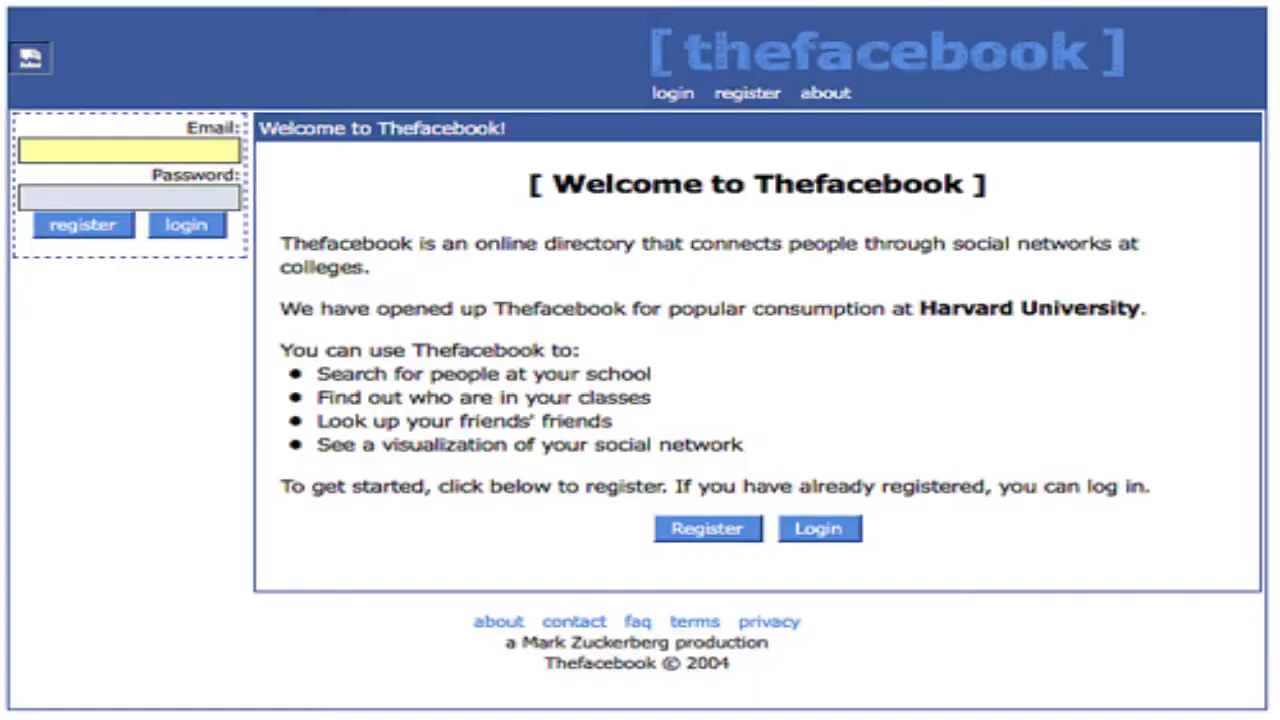 [ thefacebook ]
login register about
Email:
Password:
register login
Welcome to Thefacebook!
[ Welcome to Thefacebook ]
Thefacebook is an online directory that connects people through social networks at
colleges.
We have opened up Thefacebook for popular consumption at Harvard University.
You can use Thefacebook to:
• Search for people at your school
• Find out who are in your classes
• Look up your friends' friends
• See a visualization of your social network
To get started, click below to register. If you have already registered, you can log in.
Register Login
about contact faq terms privacy
a Mark Zuckerberg production
Thefacebook © 2004